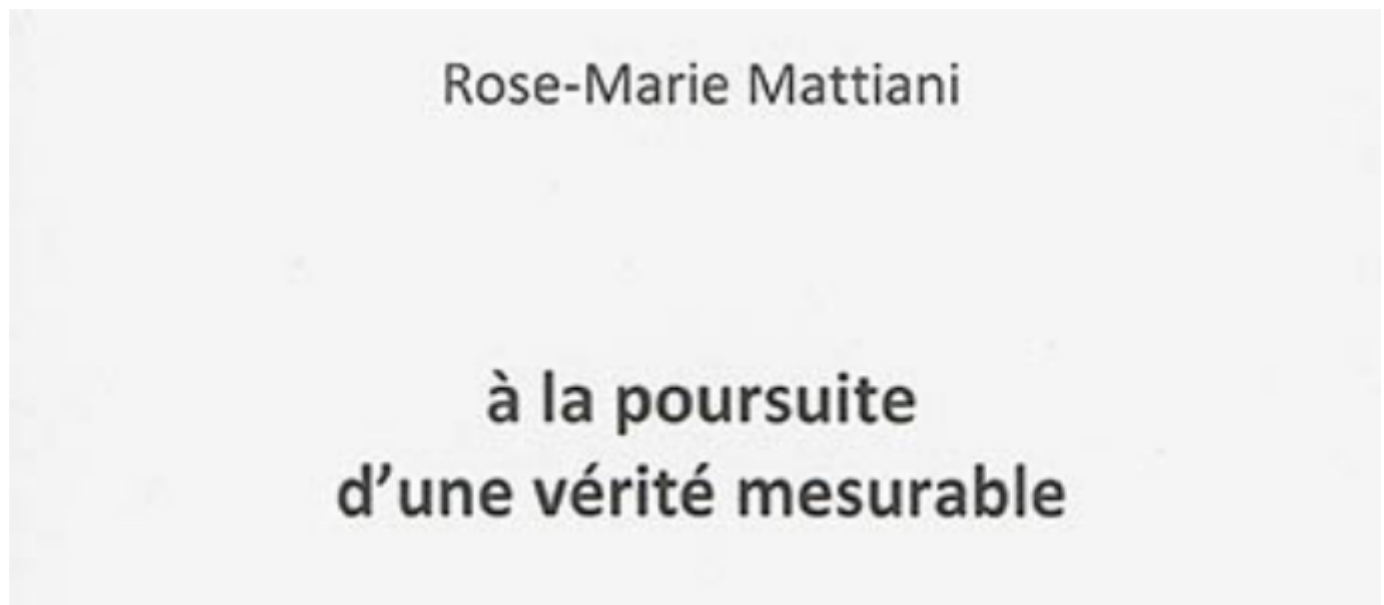 Rose-Marie Mattiani
à la poursuite
d’une vérité mesurable